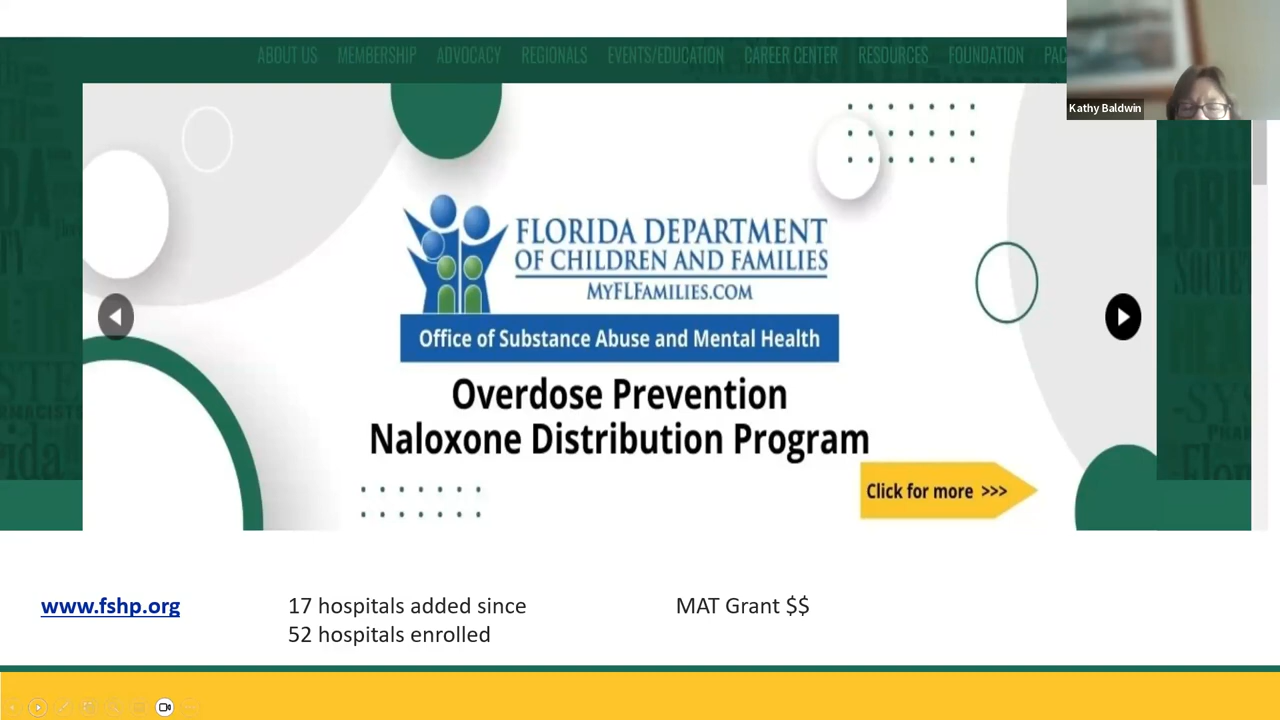 ABOUT US MEMBERSHIP ADVOCACY REGIONALS EVENTS/EDUCATION CAREER CENTER RESOURCES FOUNDATION PAC
Kathy Baldwin
FLORIDA DEPARTMENT
OF CHILDREN AND FAMILIES
MYFLFAMILIES.COM
Office of Substance Abuse and Mental Health
Overdose Prevention
Naloxone Distribution Program
Click for more >>>
www.fshp.org
17 hospitals added since
52 hospitals enrolled
MAT Grant $$